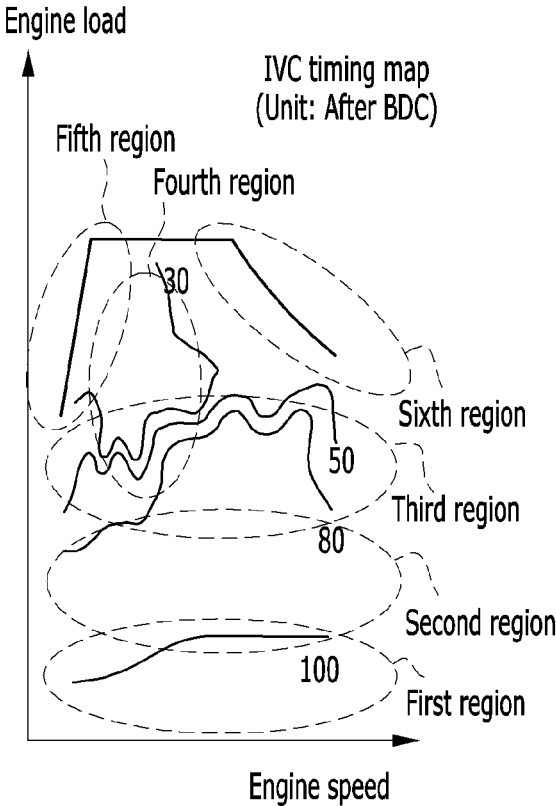 Engine load
IVC timing map
(Unit: After BDC)
Fifth region
Fourth region
30
Sixth region
50
Third region
80
Second region
100
First region
Engine speed